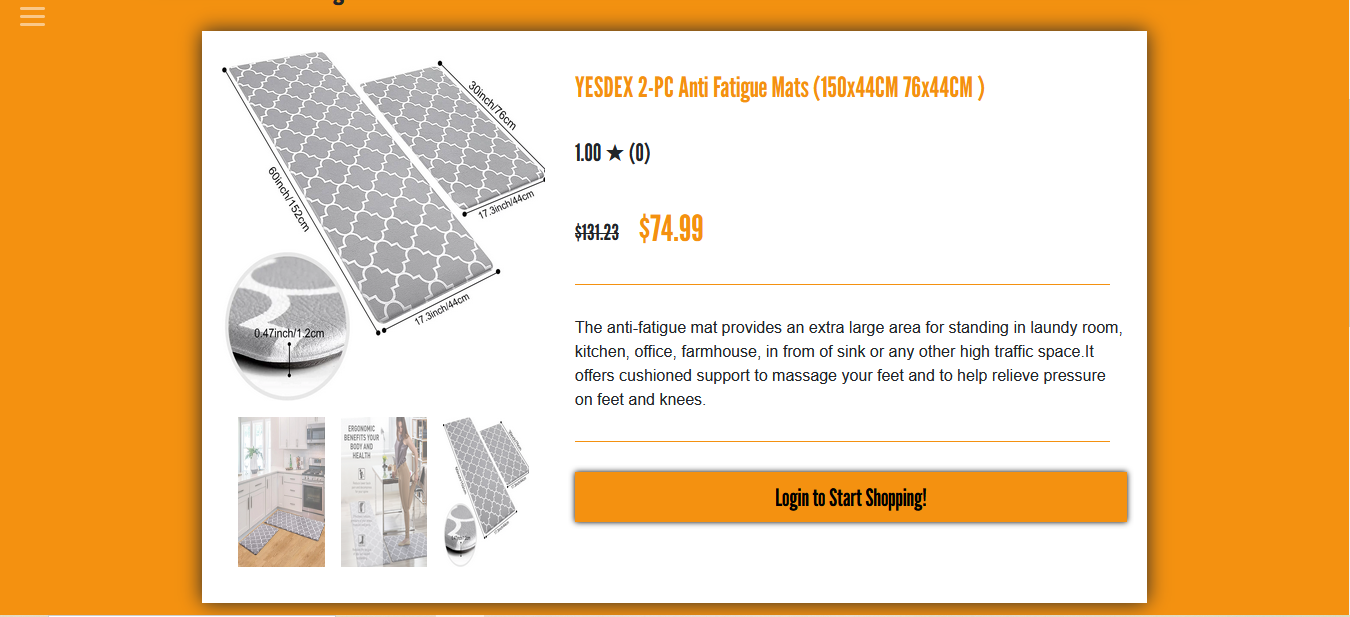 30inch/76cm
60inch/152cm
17.3inch/44cm
17.3inch/44cm
0.47inch/1.2cm
ERGONOMIC
BENEFITS YOUR
BODY AND
HEALTH
YESDEX 2-PC Anti Fatigue Mats (150x44CM 76x44CM )
1.00 ★ (0)
$131.23 $74.99
The anti-fatigue mat provides an extra large area for standing in laundy room,
kitchen, office, farmhouse, in from of sink or any other high traffic space.It
offers cushioned support to massage your feet and to help relieve pressure
on feet and knees.
Login to Start Shopping!